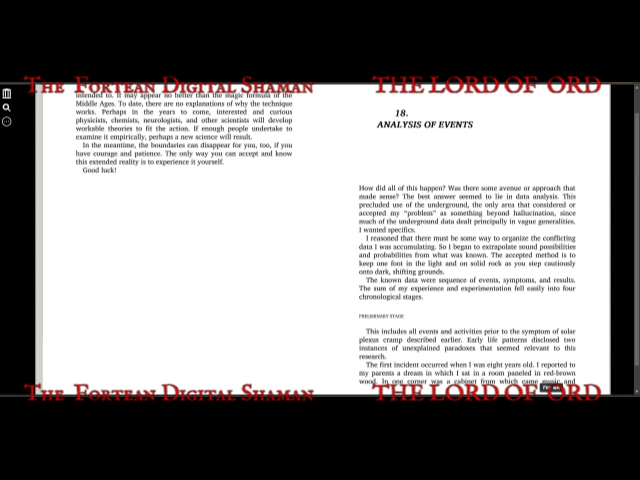 THE FORTEAN DIGITAL SHAMAN
THE LORD OF ORD
intended to. It may appear no better than the magic formula of the
Middle Ages. To date, there are no explanations of why the technique
works. Perhaps in the years to come, interested and curious
physicists, chemists, neurologists, and other scientists will develop
workable theories to fit the action. If enough people undertake to
examine it empirically, perhaps a new science will result.
In the meantime, the boundaries can disappear for you, too, if you
have courage and patience. The only way you can accept and know
this extended reality is to experience it yourself.
Good luck!
18.
ANALYSIS OF EVENTS
How did all of this happen? Was there some avenue or approach that
made sense? The best answer seemed to lie in data analysis. This
precluded use of the underground, the only area that considered or
accepted my "problem" as something beyond hallucination, since
much of the underground data dealt principally in vague generalities.
I wanted specifics.
I reasoned that there must be some way to organize the conflicting
data I was accumulating. So I began to extrapolate sound possibilities
and probabilities from what was known. The accepted method is to
keep one foot in the light and on solid rock as you step cautiously
onto dark, shifting grounds.
The known data were sequence of events, symptoms, and results.
The sum of my experience and experimentation fell easily into four
chronological stages.
PRELIMINARY STAGE
This includes all events and activities prior to the symptom of solar
plexus cramp described earlier. Early life patterns disclosed two
instances of unexplained paradoxes that seemed relevant to this
research.
The first incident occurred when I was eight years old. I reported to
my parents a dream in which I sat in a room paneled in red-brown
wood. In one corner was a cabinet from which came music and
THE FORTEAN DIGITAL SHAMAN
THE LORD OF ORD